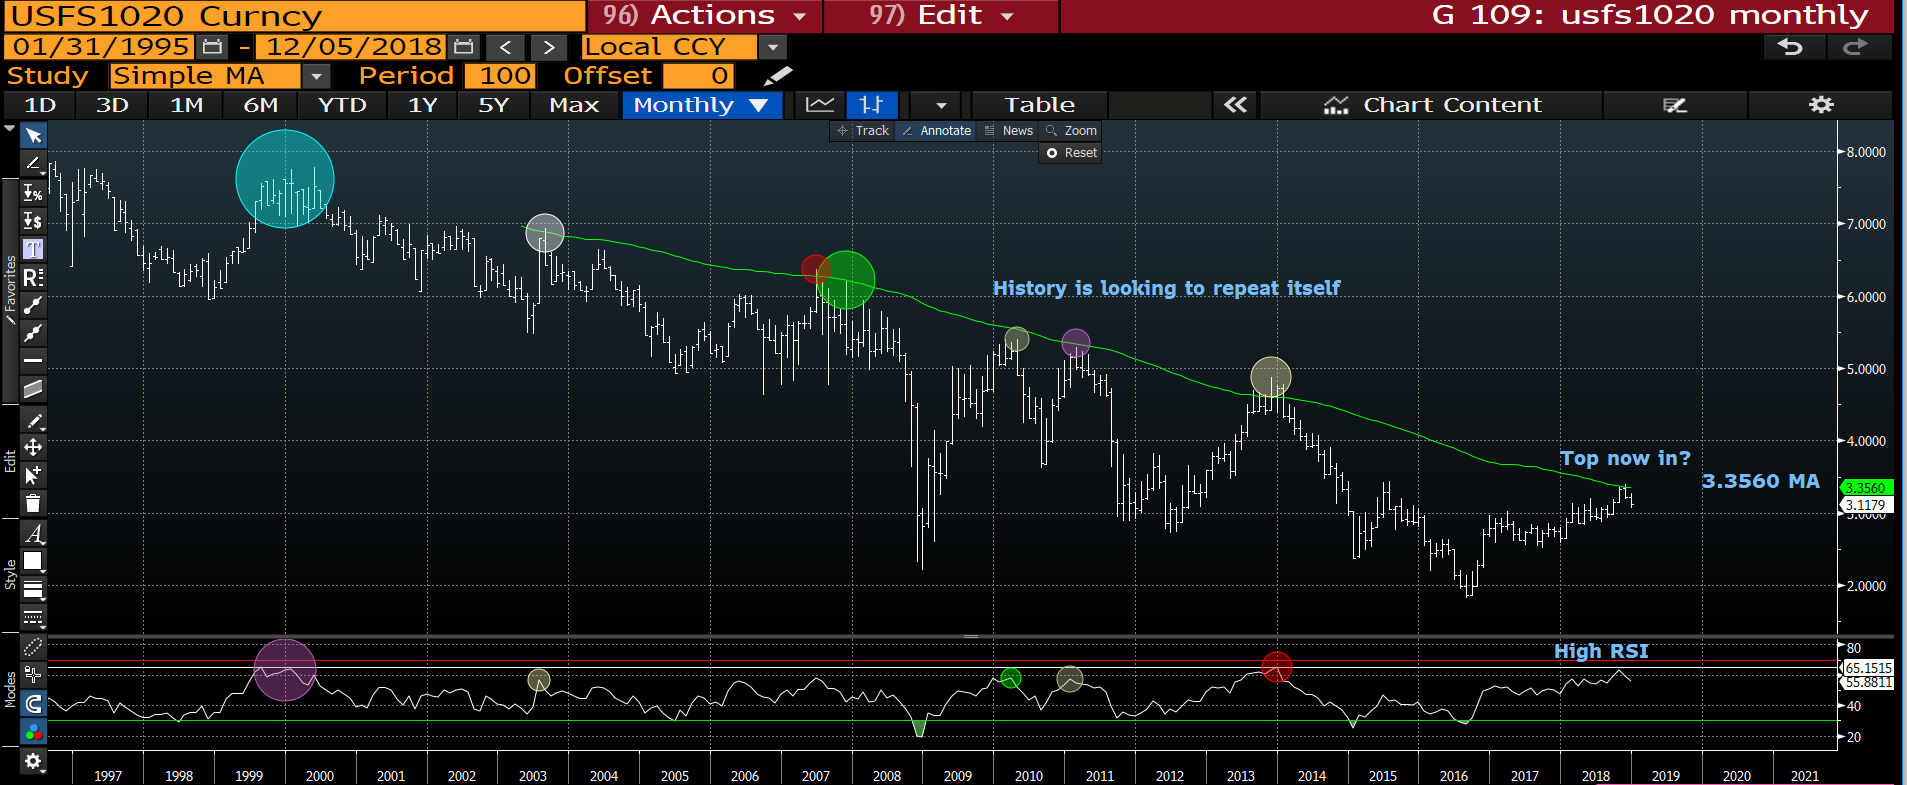 USFS1020 Curncy 96) Actions 97) Edit G 109: usfs1020 monthly
01/31/1995 - 12/05/2018 < > Local CCY
Study Simple MA Period 100 Offset 0
1D 3D 1M 6M YTD 1Y 5Y Max Monthly Table Chart Content
Track Annotate News Zoom
Reset
8.0000
7.0000
6.0000
5.0000
4.0000
3.0000
2.0000
Favorites
Edit
Style
Modes
%
$
T
R
A
History is looking to repeat itself
Top now in?
3.3560 MA
3.3560
3.1179
High RSI
80
65.1515
55.8811
40
20
1997 1998 1999 2000 2001 2002 2003 2004 2005 2006 2007 2008 2009 2010 2011 2012 2013 2014 2015 2016 2017 2018 2019 2020 2021